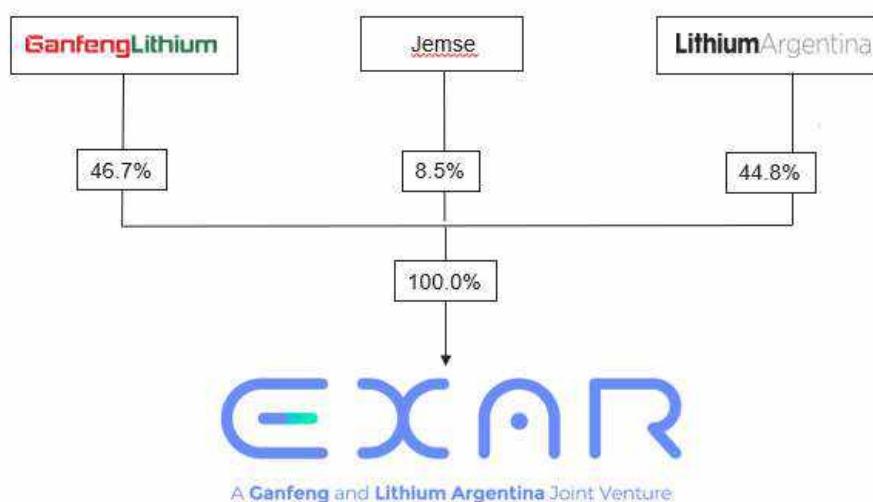 GanfengLithium
Jemse
LithiumArgentina
46.7%
8.5%
44.8%
100.0%
EXAR
A Ganfeng and Lithium Argentina Joint Venture